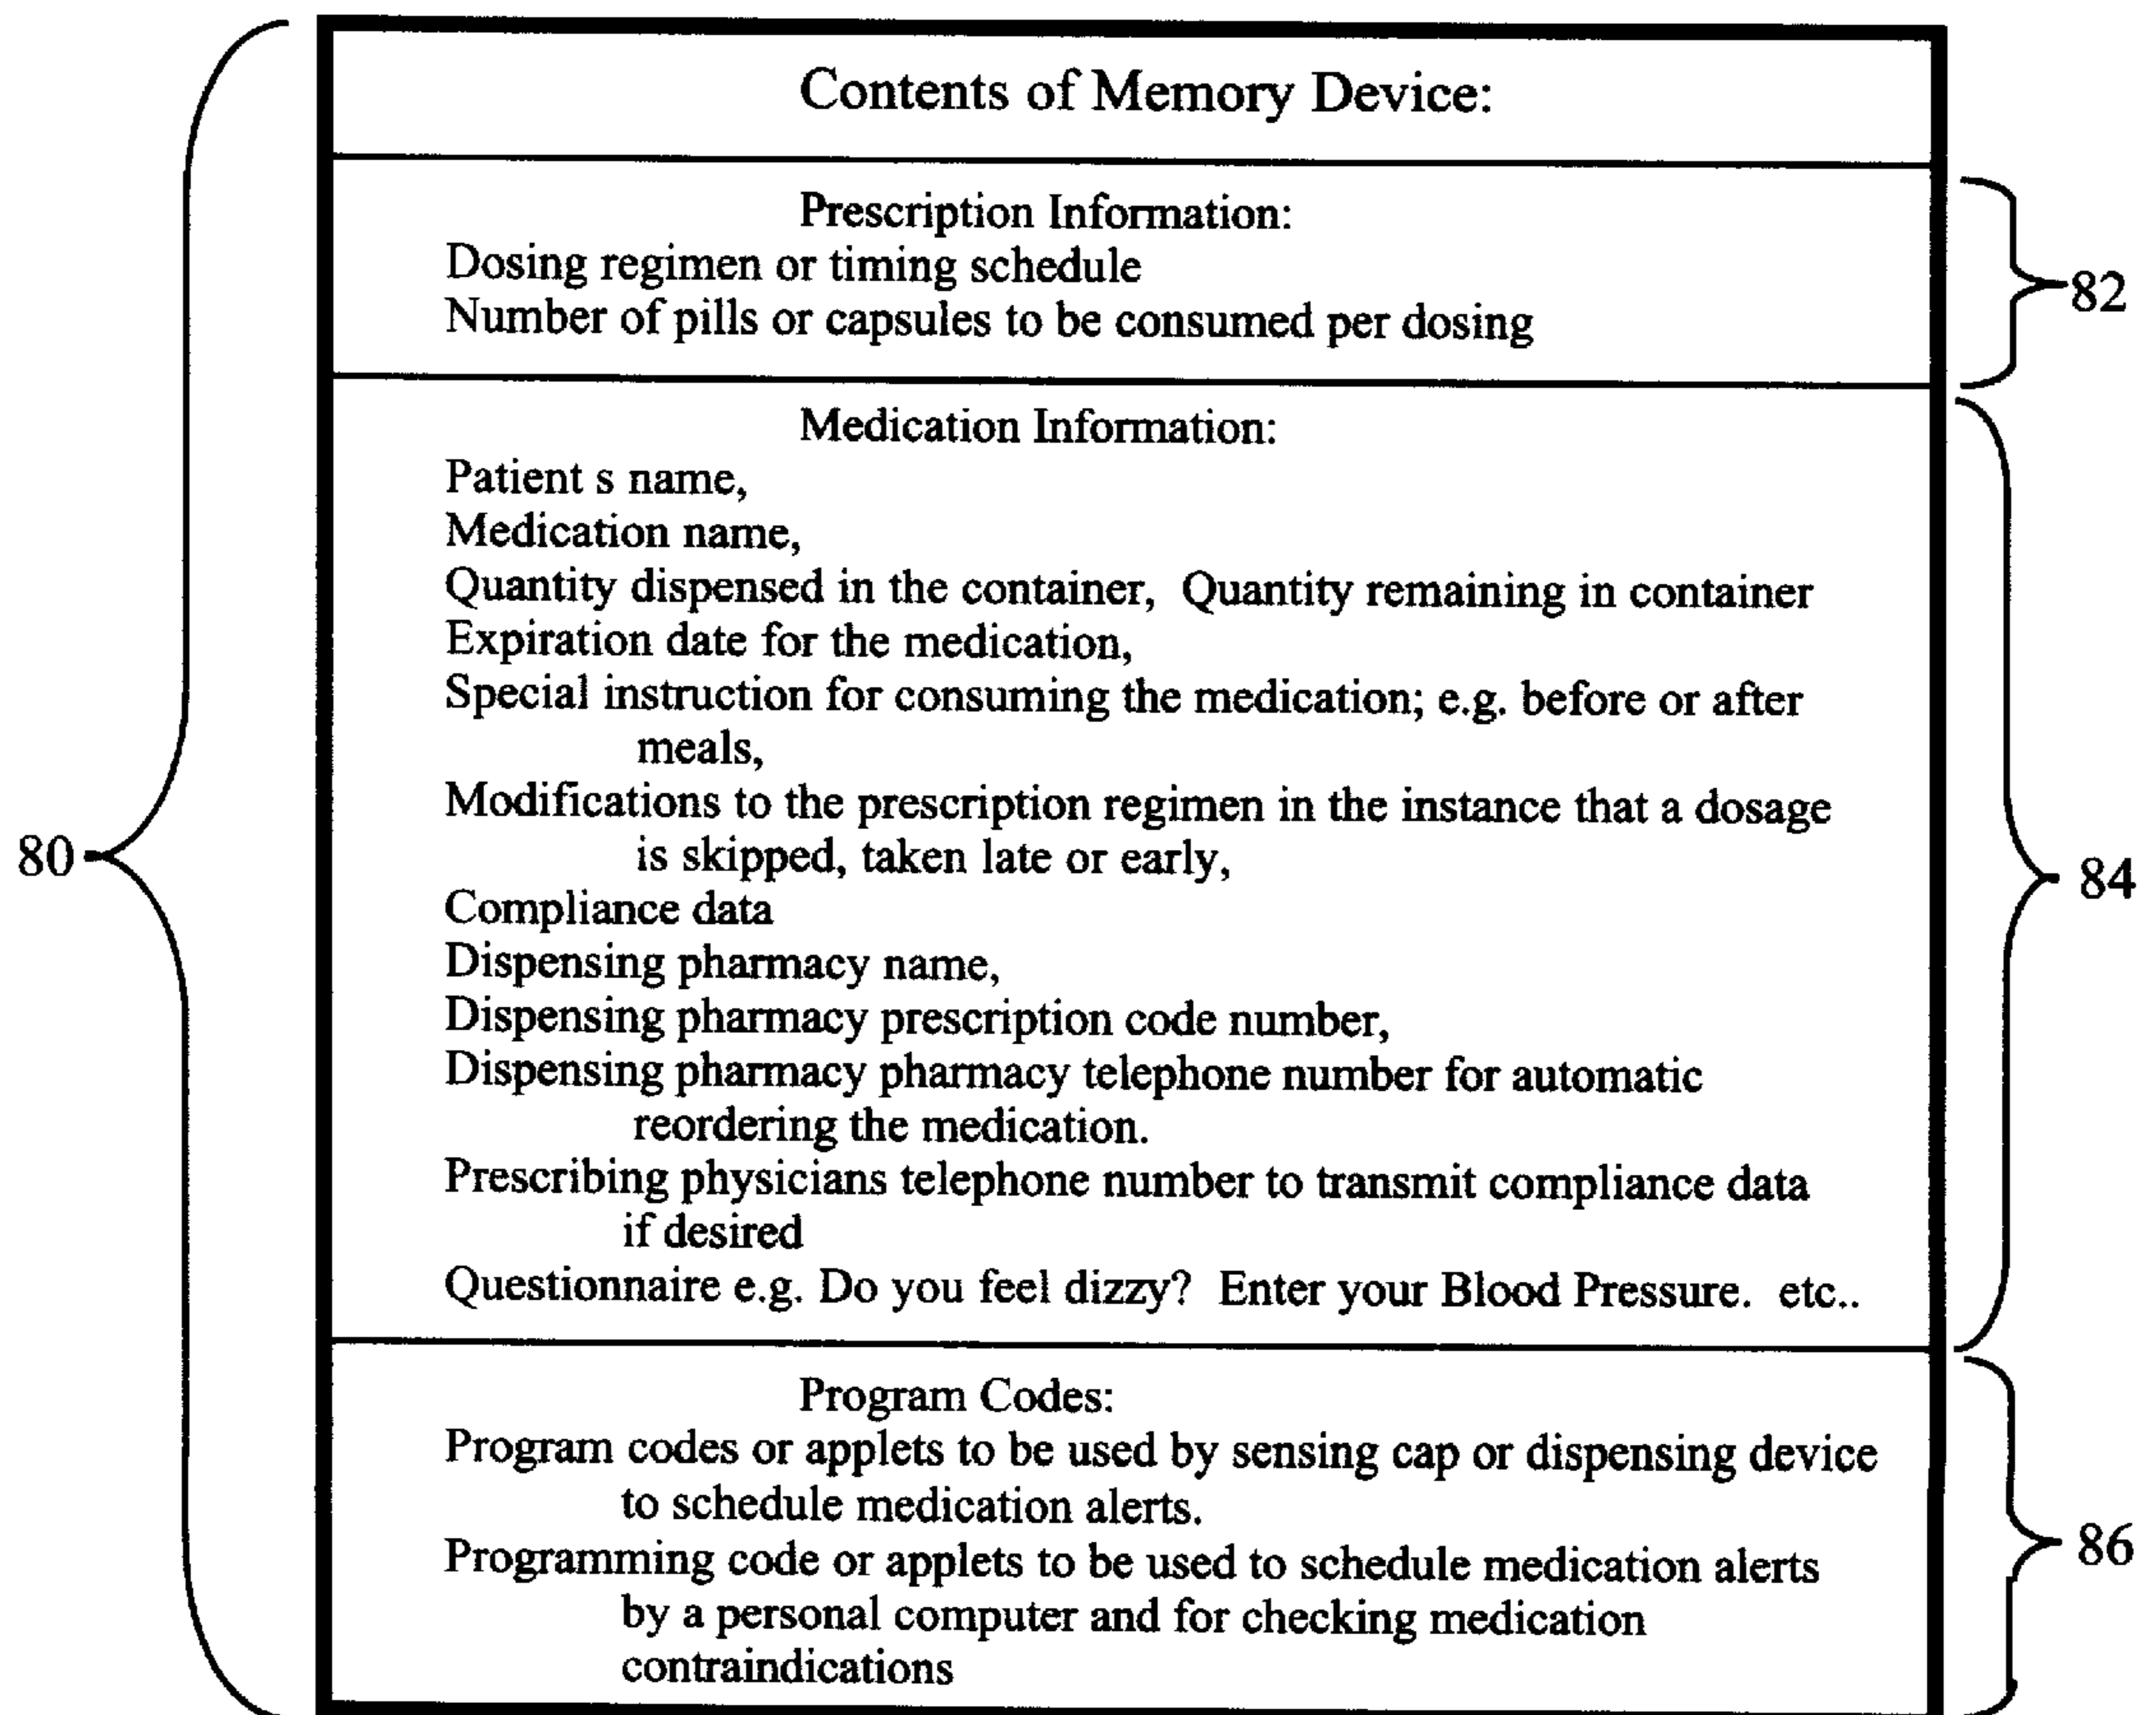 Contents of Memory Device:
Prescription Information:
Dosing regimen or timing schedule
Number of pills or capsules to be consumed per dosing
82
Medication Information:
Patient s name,
Medication name,
Quantity dispensed in the container,  Quantity remaining in container
Expiration date for the medication,
Special instruction for consuming the medication; e.g. before or after
meals,
Modifications to the prescription regimen in the instance that a dosage
is skipped, taken late or early,
80
84
Compliance data
Dispensing pharmacy name,
Dispensing pharmacy prescription code number,
Dispensing pharmacy pharmacy telephone number for automatic
reordering the medication.
Prescribing physicians telephone number to transmit compliance data
if desired
Questionnaire e.g. Do you feel dizzy?  Enter your Blood Pressure.  etc..
Program Codes:
Program codes or applets to be used by sensing cap or dispensing device
to schedule medication alerts.
86
Programming code or applets to be used to schedule medication alerts
by a personal computer and for checking medication
contraindications